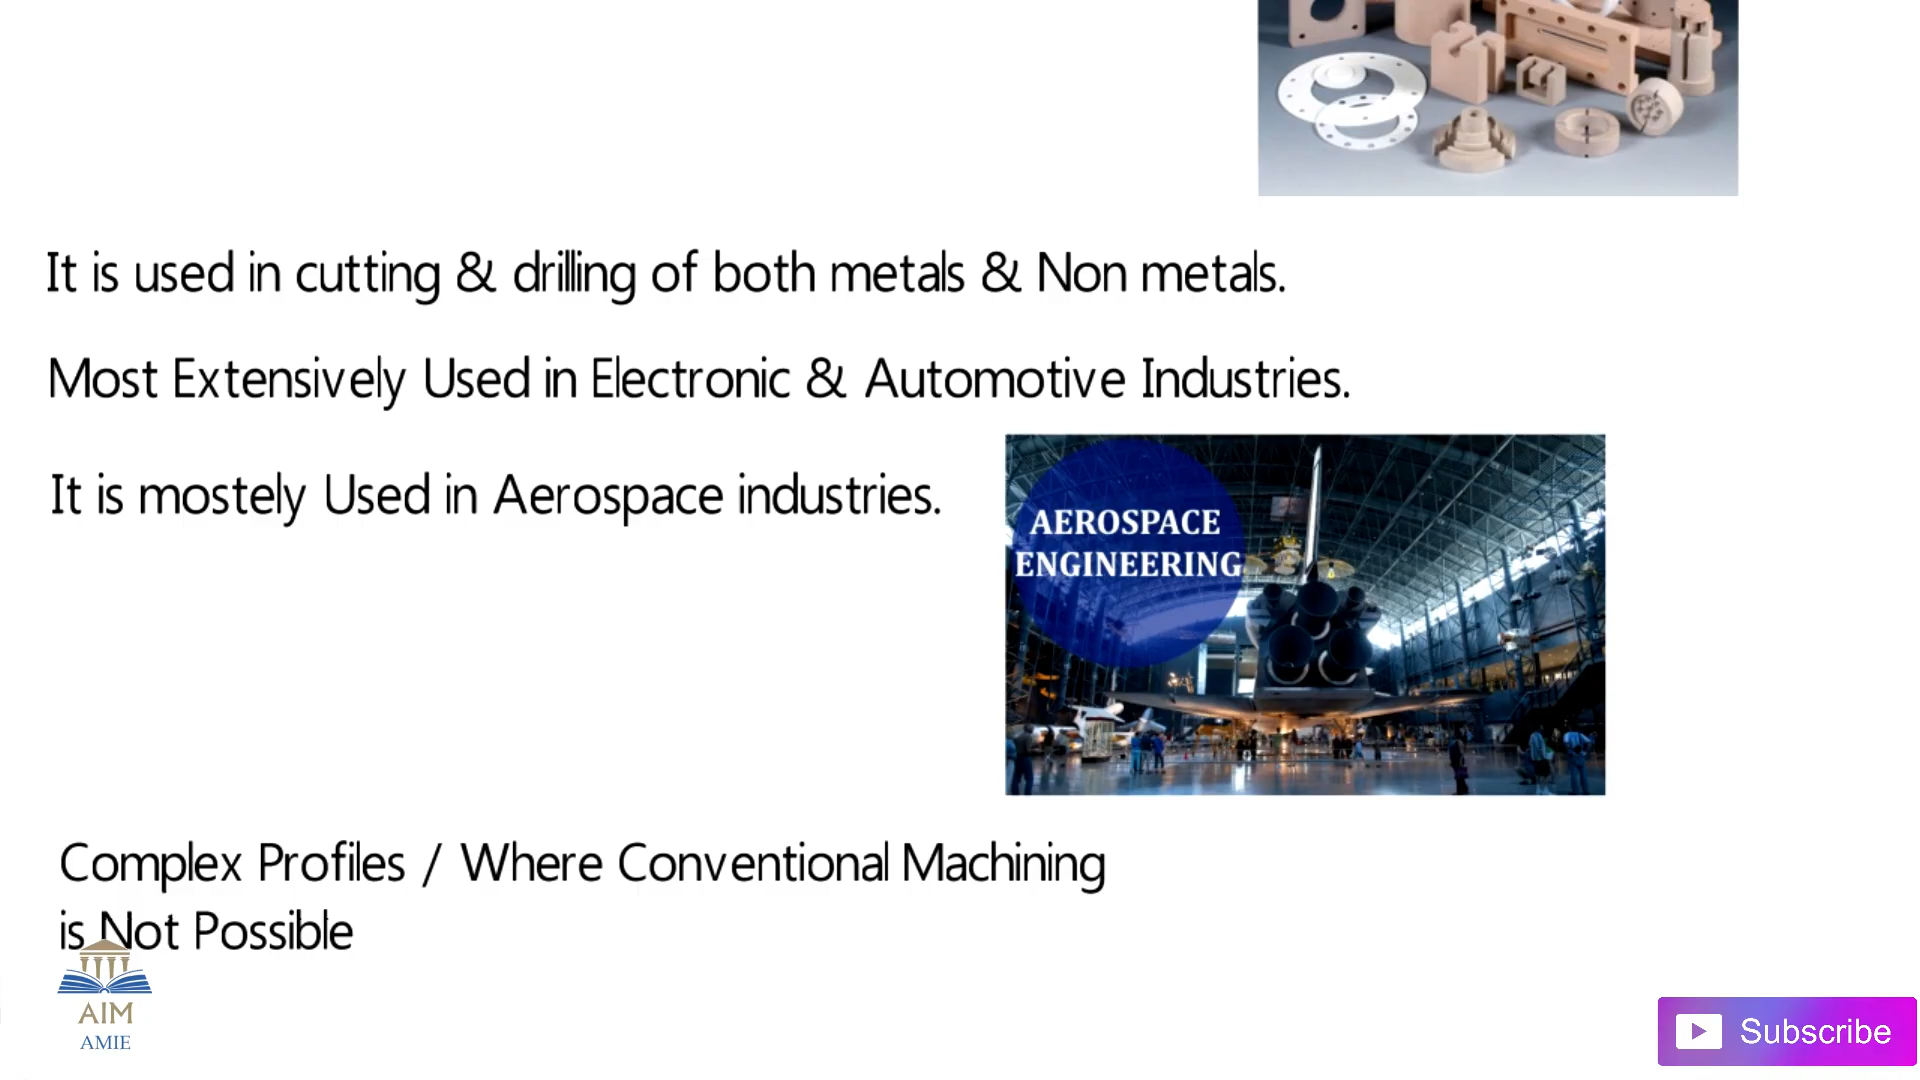 It is used in cutting & drilling of both metals & Non metals.
Most Extensively Used in Electronic & Automotive Industries.
It is mostely Used in Aerospace industries.
AEROSPACE
ENGINEERING
Complex Profiles / Where Conventional Machining
is Not Possible
AIM
AMIE
Subscribe